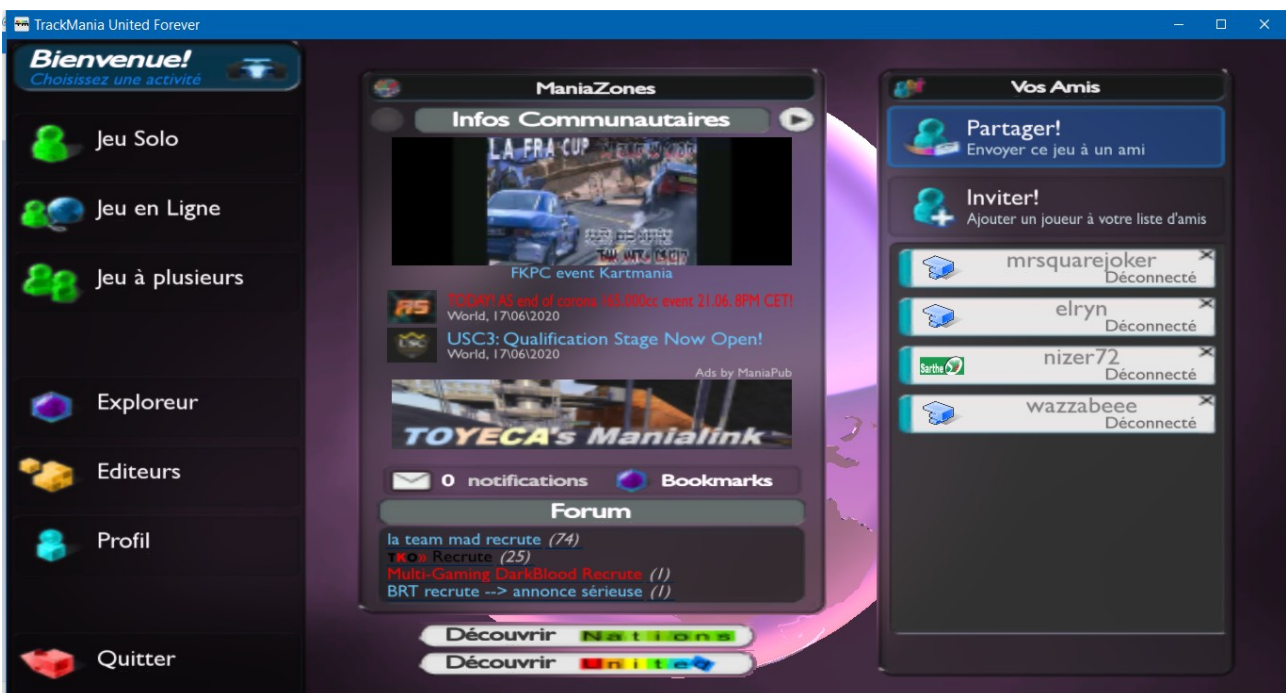 TrackMania United Forever
Bienvenue!
Choisissez une activité
Jeu Solo
Jeu en Ligne
Jeu à plusieurs
Exploreur
Editeurs
Profil
Quitter
ManiaZones
Infos Communautaires
LA FRA CUP
FKPC event Kartmania
AS
TODAY! AS end of corona 165.000cc event 21.06. 8PM CET!
World, 17\06\2020
USC
USC3: Qualification Stage Now Open!
World, 17\06\2020
Ads by ManiaPub
TOYECA's Manialink
0 notifications
Bookmarks
Forum
la team mad recrute (74)
TKO» Recrute (25)
Multi-Gaming DarkBlood Recrute (1)
BRT recrute --> annonce sérieuse (1)
Découvrir Nations
Découvrir United
Vos Amis
Partager!
Envoyer ce jeu à un ami
Inviter!
Ajouter un joueur à votre liste d'amis
mrsquarejoker
Déconnecté
elryn
Déconnecté
Sarthe
nizer72
Déconnecté
wazzabeee
Déconnecté